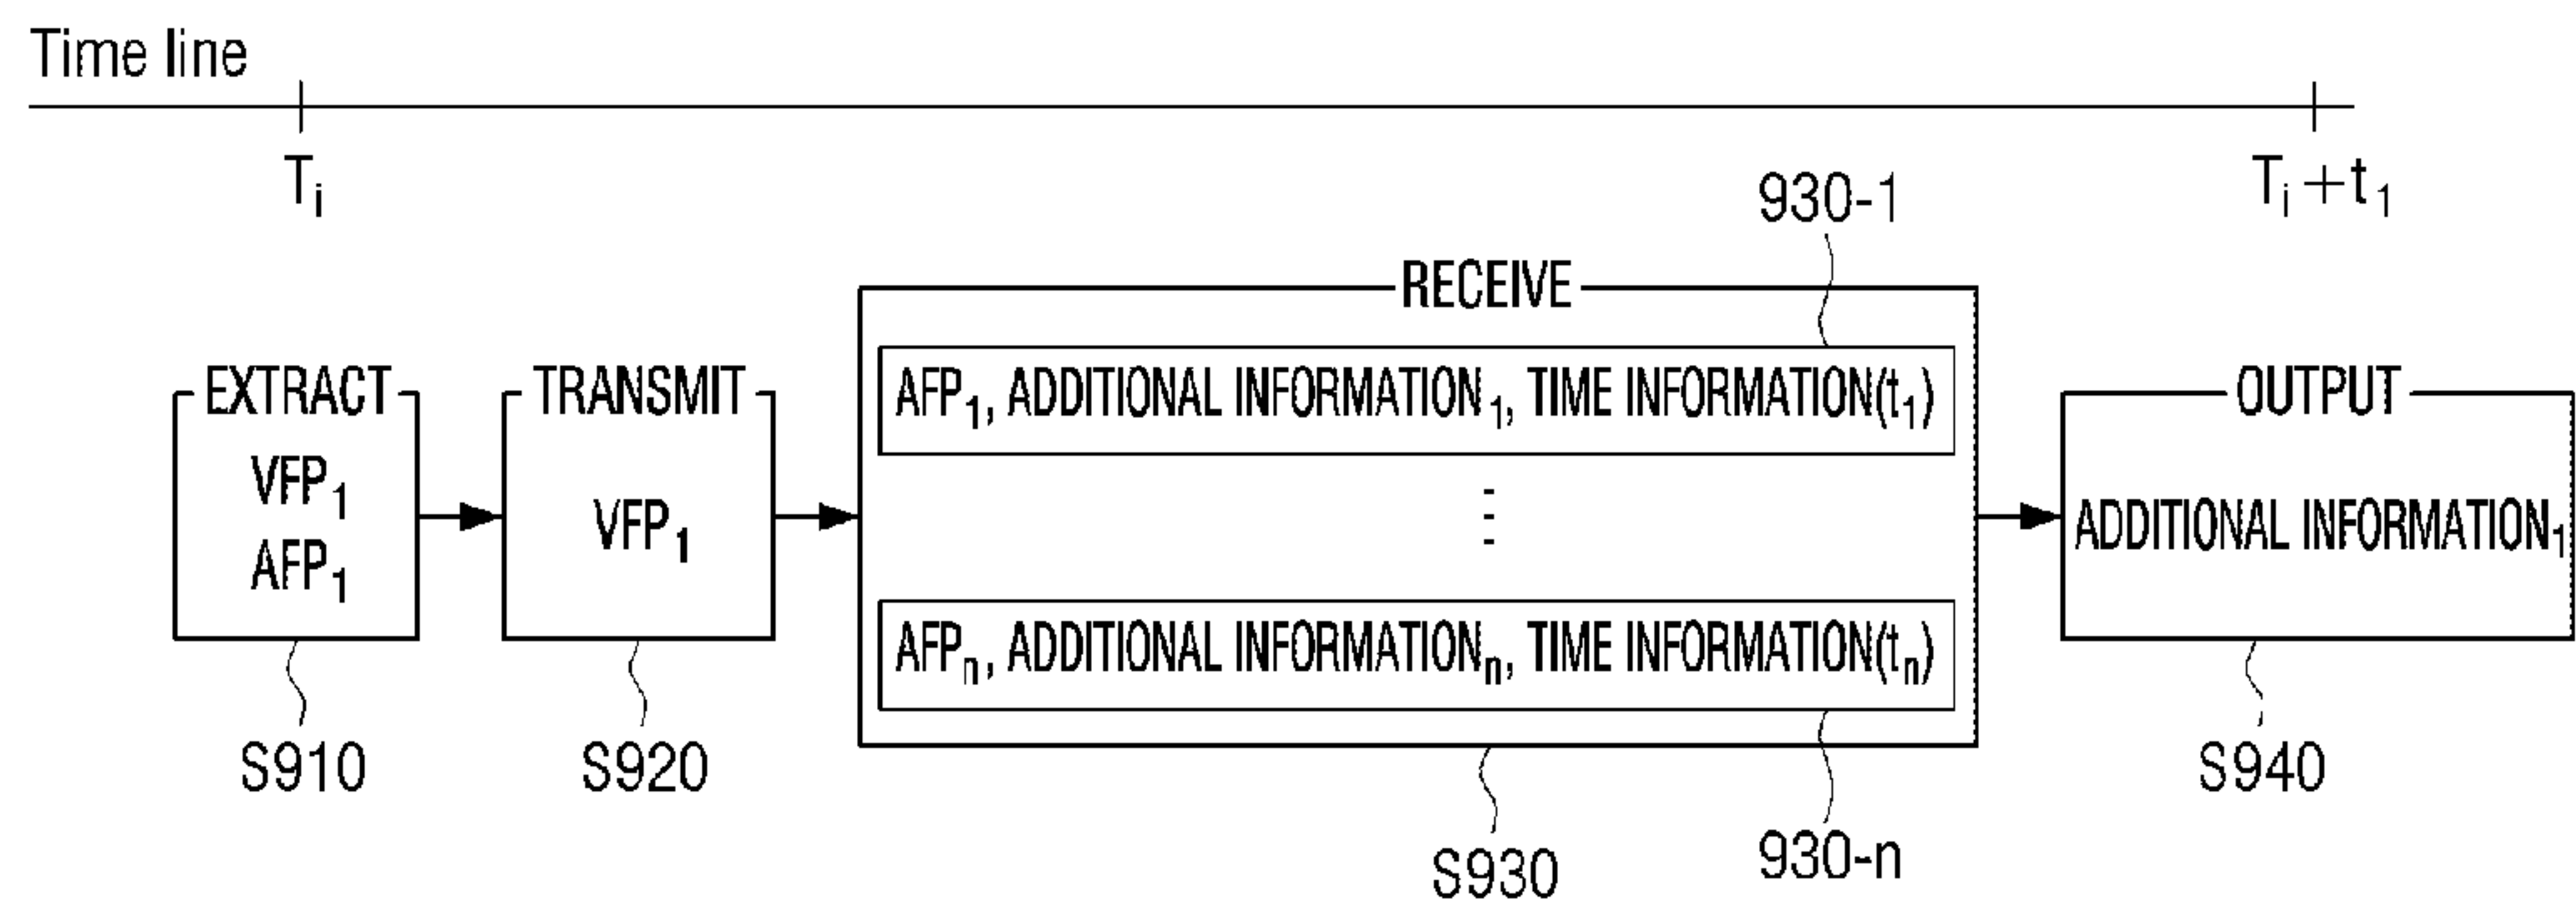 Time line
Tᵢ
Tᵢ+t₁
930-1
RECEIVE
EXTRACT
VFP₁
AFP₁
TRANSMIT
VFP₁
AFP₁, ADDITIONAL INFORMATION₁, TIME INFORMATION(t₁)
⋮
AFPₙ, ADDITIONAL INFORMATIONₙ, TIME INFORMATION(tₙ)
OUTPUT
ADDITIONAL INFORMATION₁
S910
S920
S930
930-n
S940